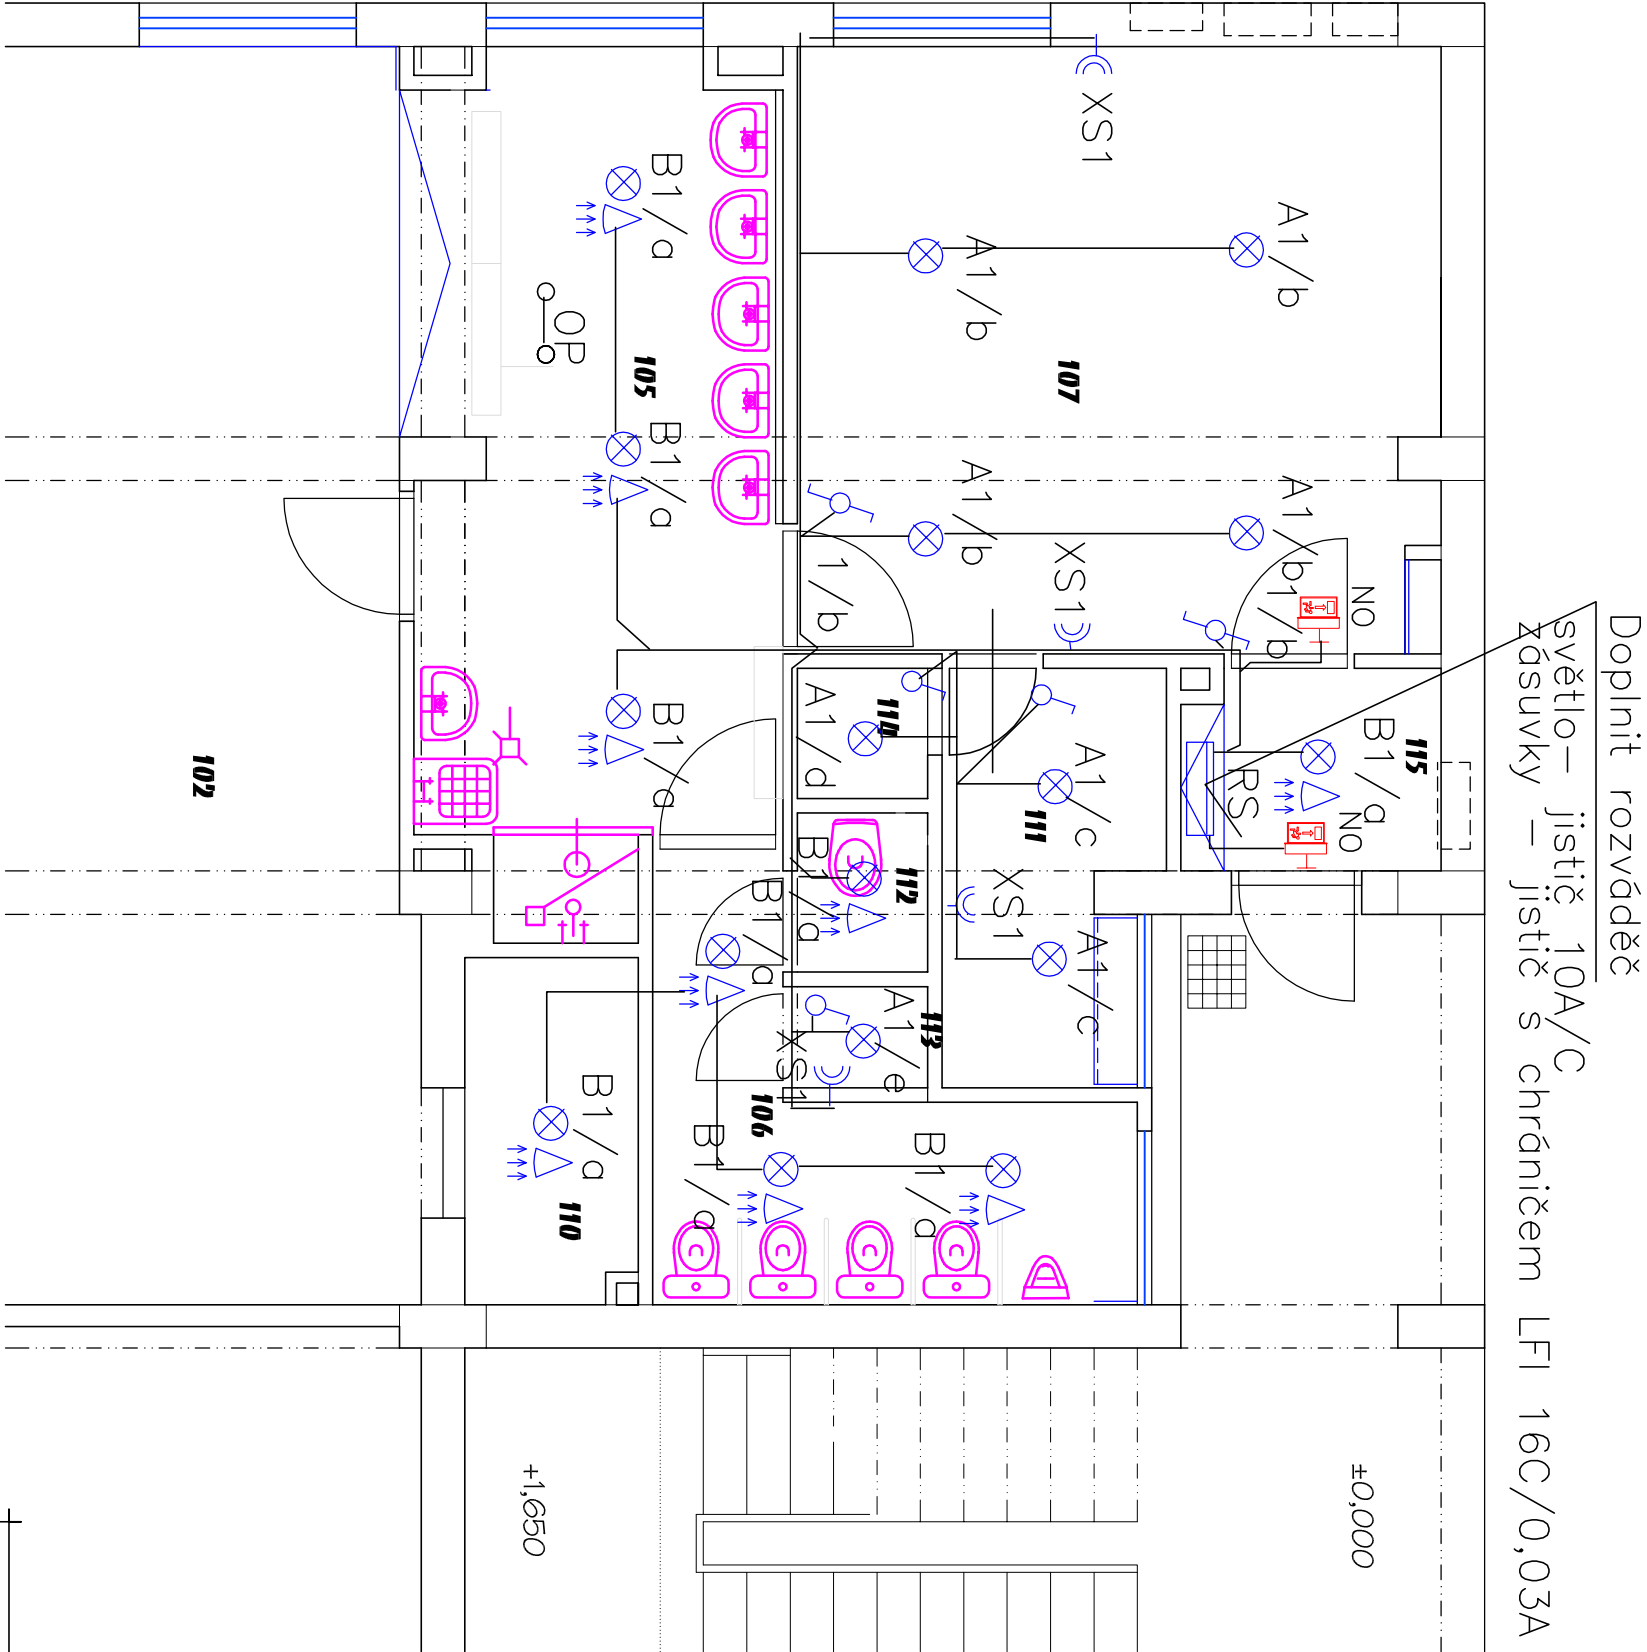 Doplnit rozváděč
světlo– jistič 10A/C
zásuvky – jistič s chráničem LFI 16C/0,03A
XS1
A1/b
A1/b
107
B1/a
OP
105
B1/a
A1/b
A1/b
1/b
XS1
1/b
NO
A1/d
114
A1/c
111
B1/a
115
RS
NO
B1/a
102
B1/a
112
B1/a
XS1
A1/c
A1/e
113
XS1
106
B1/a
110
B1/a
B1/a
±0,000
+1,650